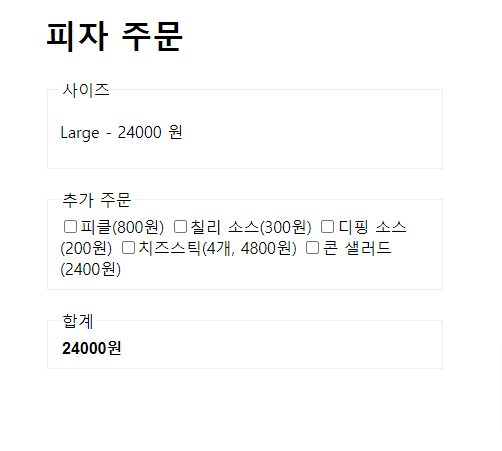 피자 주문
사이즈
Large - 24000 원
추가 주문
피클(800원) 칠리 소스(300원) 디핑 소스
(200원) 치즈스틱(4개, 4800원) 콘 샐러드
(2400원)
합계
24000원